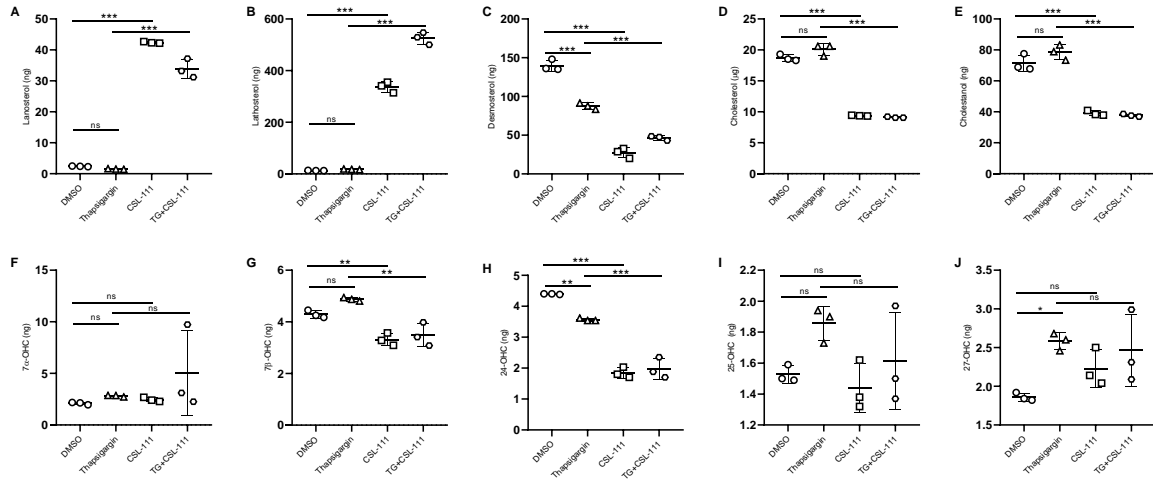 A
Lanosterol (ng)
50
40
30
20
10
0
***
***
ns
DMSO
Thapsigargin
CSL-111
TG+CSL-111
B
Lathosterol (ng)
600
400
200
0
***
***
ns
DMSO
Thapsigargin
CSL-111
TG+CSL-111
C
Desmosterol (ng)
200
150
100
50
0
***
***
***
DMSO
Thapsigargin
CSL-111
TG+CSL-111
D
Cholesterol (µg)
25
20
15
10
5
0
***
***
ns
DMSO
Thapsigargin
CSL-111
TG+CSL-111
E
Cholestanol (ng)
100
80
60
40
20
0
***
***
ns
DMSO
Thapsigargin
CSL-111
TG+CSL-111
F
7α-OHC (ng)
15
10
5
0
ns
ns
ns
DMSO
Thapsigargin
CSL-111
TG+CSL-111
G
7β-OHC (ng)
6
4
2
0
**
**
ns
DMSO
Thapsigargin
CSL-111
TG+CSL-111
H
24-OHC (ng)
5
4
3
2
1
0
***
***
**
DMSO
Thapsigargin
CSL-111
TG+CSL-111
I
25-OHC (ng)
2.2
2.0
1.8
1.6
1.4
1.2
ns
ns
ns
DMSO
Thapsigargin
CSL-111
TG+CSL-111
J
27-OHC (ng)
3.5
3.0
2.5
2.0
1.5
ns
ns
*
DMSO
Thapsigargin
CSL-111
TG+CSL-111